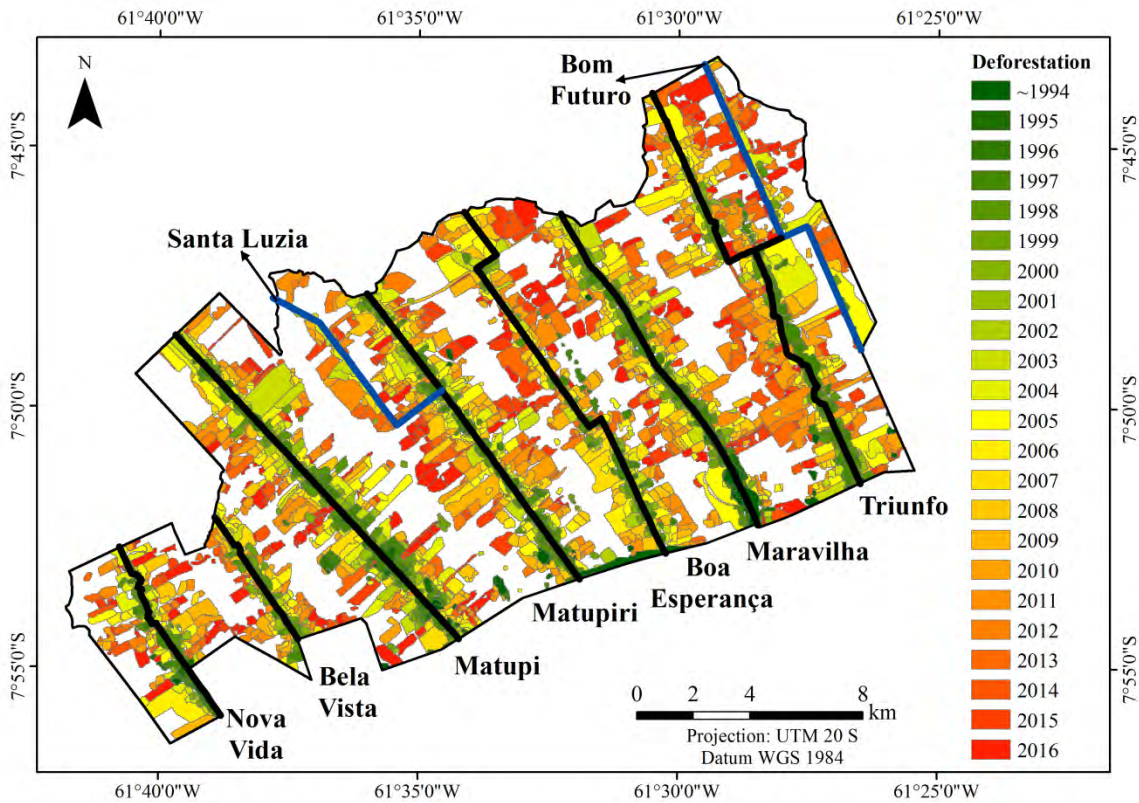 61°40'0"W
61°35'0"W
61°30'0"W
61°25'0"W
N
Bom
Futuro
Deforestation
~1994
1995
1996
1997
1998
1999
2000
2001
2002
2003
2004
2005
2006
2007
2008
2009
2010
2011
2012
2013
2014
2015
2016
7°45'0"S
7°45'0"S
Santa Luzia
7°50'0"S
7°50'0"S
Triunfo
Maravilha
Boa
Esperança
Matupiri
Matupi
Bela
Vista
Nova
Vida
7°55'0"S
7°55'0"S
0 2 4 8
km
Projection: UTM 20 S
Datum WGS 1984
61°40'0"W
61°35'0"W
61°30'0"W
61°25'0"W